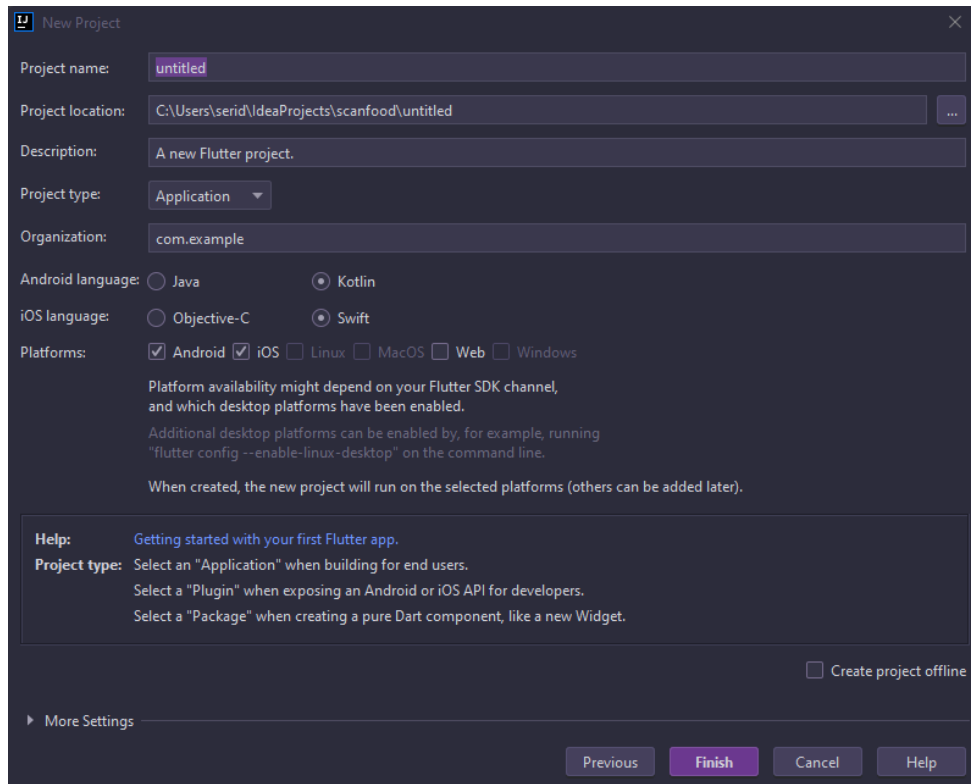 IJ New Project
Project name: untitled
Project location: C:\Users\serid\IdeaProjects\scanfood\untitled ...
Description: A new Flutter project.
Project type: Application
Organization: com.example
Android language: Java Kotlin
iOS language: Objective-C Swift
Platforms: Android iOS Linux MacOS Web Windows
Platform availability might depend on your Flutter SDK channel,
and which desktop platforms have been enabled.
Additional desktop platforms can be enabled by, for example, running
"flutter config --enable-linux-desktop" on the command line.
When created, the new project will run on the selected platforms (others can be added later).
Help: Getting started with your first Flutter app.
Project type: Select an "Application" when building for end users.
Select a "Plugin" when exposing an Android or iOS API for developers.
Select a "Package" when creating a pure Dart component, like a new Widget.
Create project offline
More Settings
Previous Finish Cancel Help